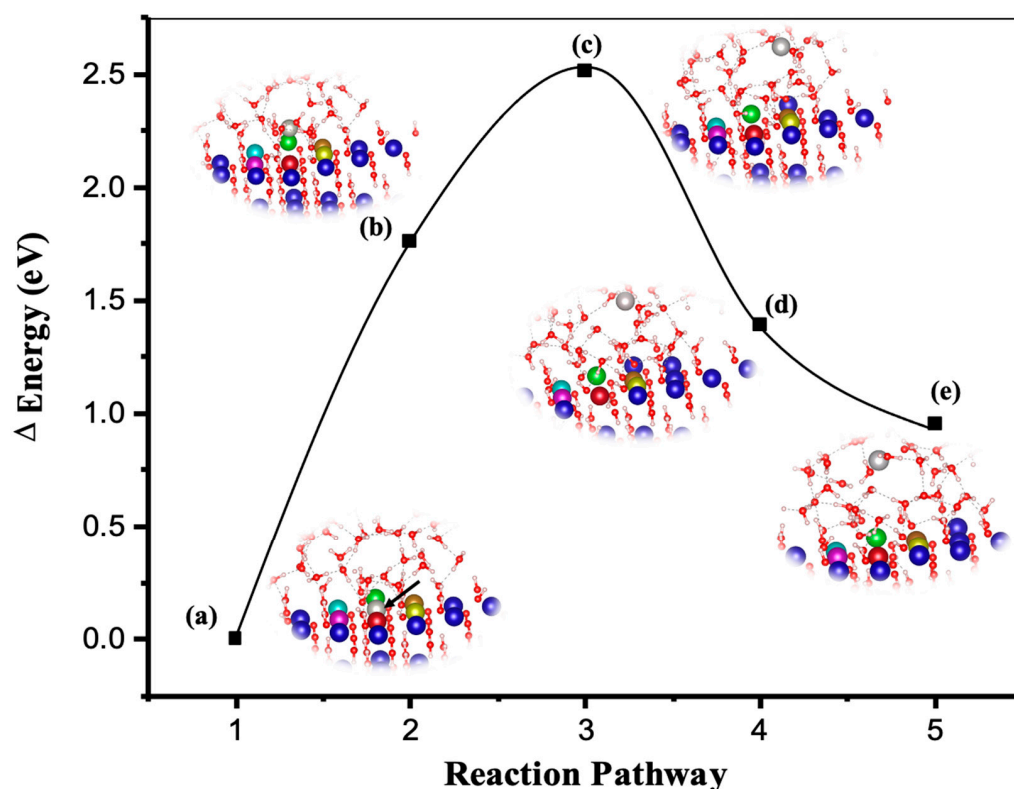 (c)
2.5
2.0
(b)
1.5
(d)
1.0
(e)
0.5
(a)
0.0
Δ Energy (eV)
1 2 3 4 5
Reaction Pathway